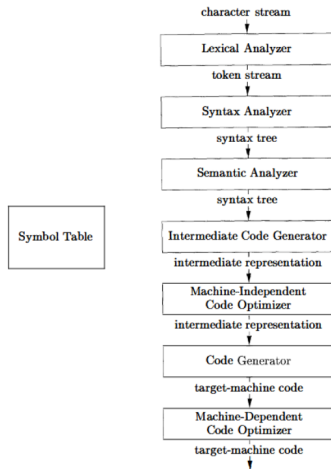 character stream
Lexical Analyzer
token stream
Syntax Analyzer
syntax tree
Semantic Analyzer
syntax tree
Symbol Table
Intermediate Code Generator
intermediate representation
Machine-Independent
Code Optimizer
intermediate representation
Code Generator
target-machine code
Machine-Dependent
Code Optimizer
target-machine code